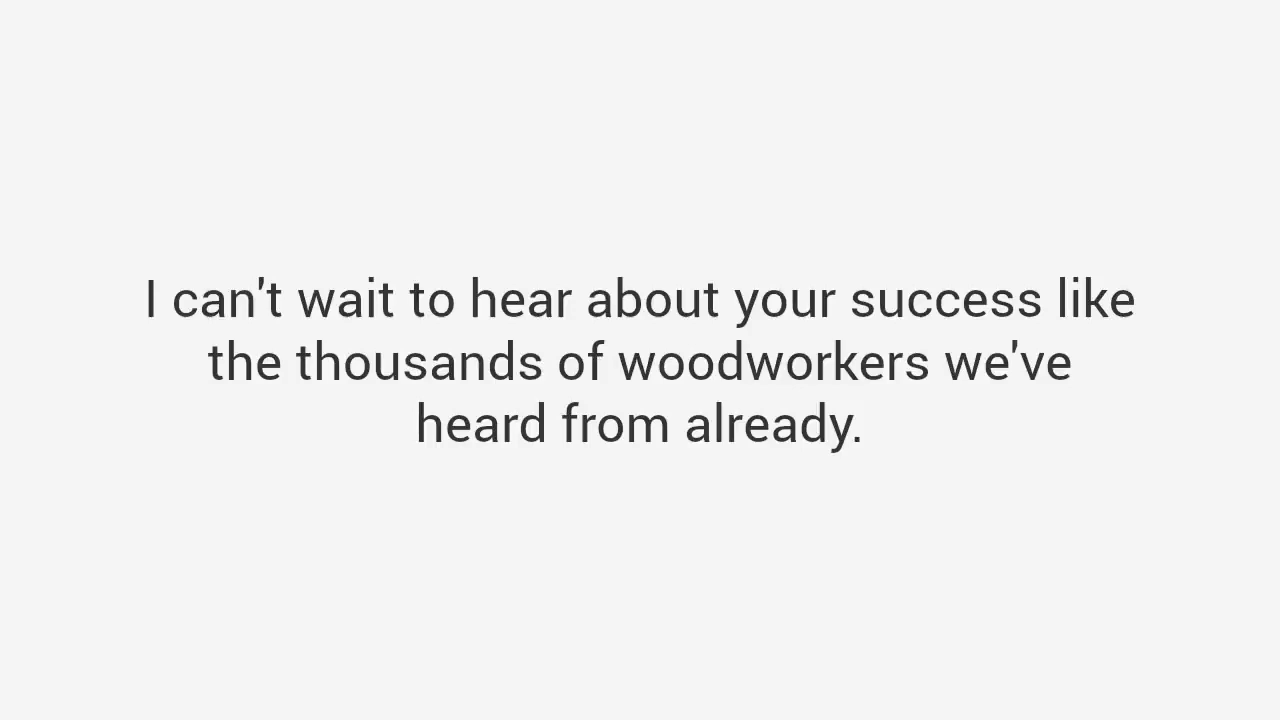 I can't wait to hear about your success like
the thousands of woodworkers we've
heard from already.